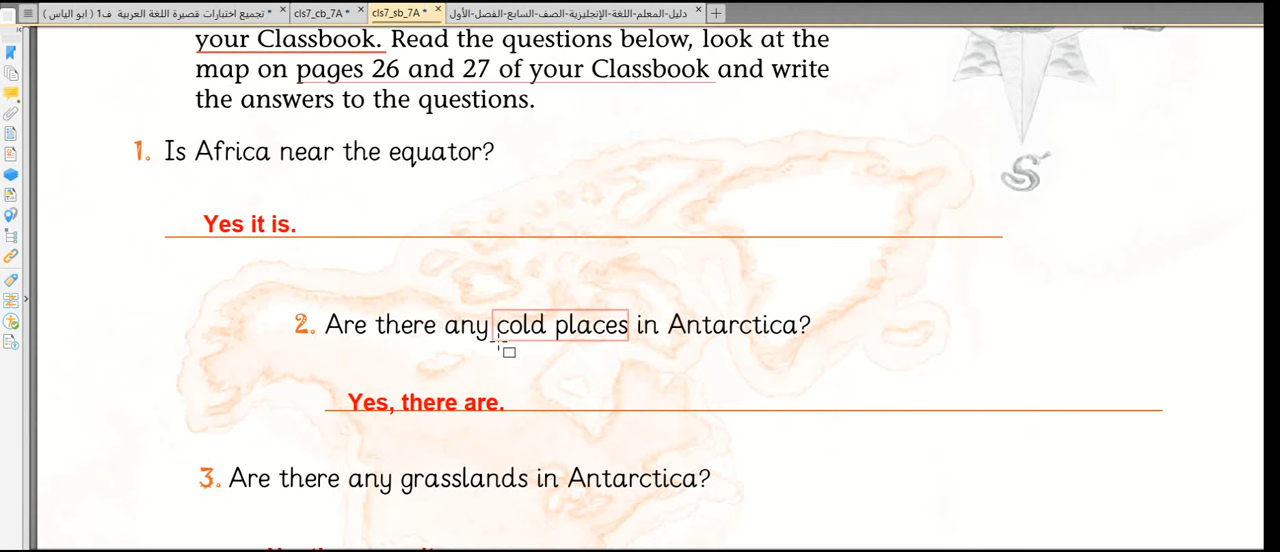 تجميع اختبارات قصيرة اللغة العربية ف1 ( ابو الياس ) *
cls7_cb_7A *
cls7_sb_7A *
دليل-المعلم-اللغة-الإنجليزية-الصف-السابع-الفصل-الأول
your Classbook. Read the questions below, look at the
map on pages 26 and 27 of your Classbook and write
the answers to the questions.
S
1. Is Africa near the equator?
Yes it is.
2. Are there any cold places in Antarctica?
Yes, there are.
3. Are there any grasslands in Antarctica?